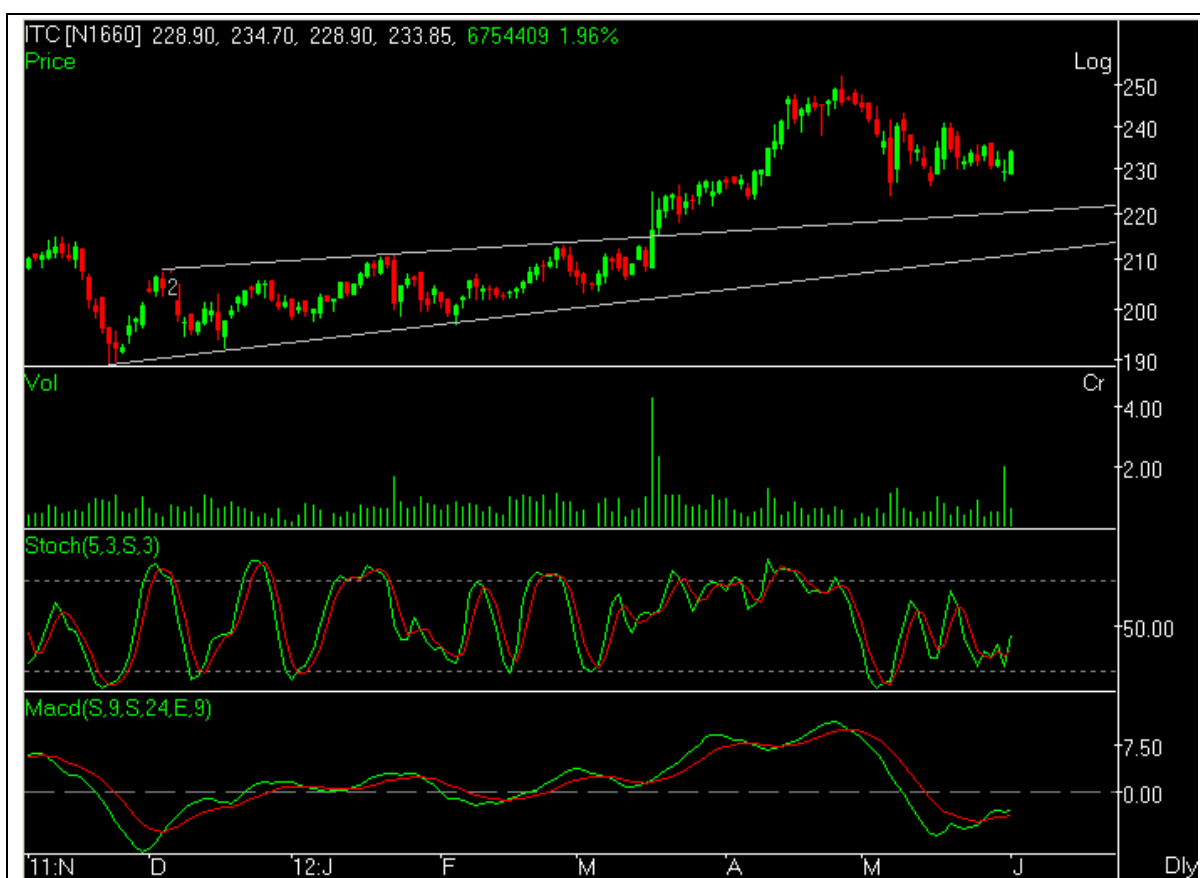 ITC [N1660] 228.90, 234.70, 228.90, 233.85, 6754409 1.96%
Price
Log
250
240
230
220
210
200
190
2
Vol
Cr
4.00
2.00
Stoch(5,3,S,3)
50.00
Macd(S,9,S,24,E,9)
7.50
0.00
11:N D 12:J F M A M J Dly